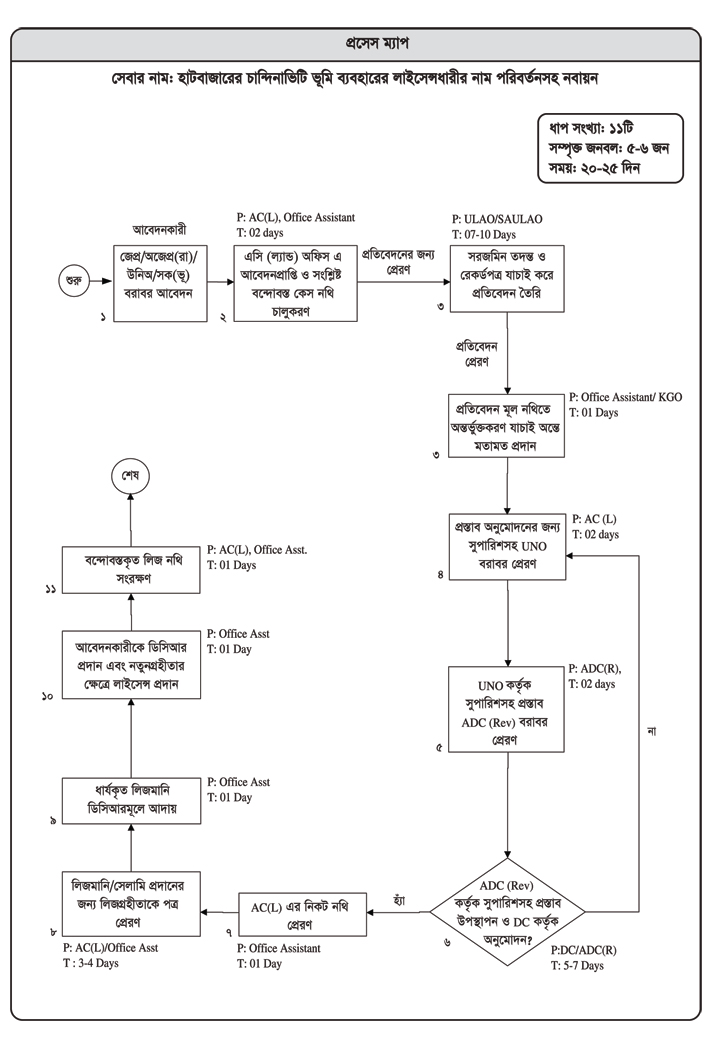 প্রসেস ম্যাপ
সেবার নাম: হাটবাজারের চান্দিনাভিটি ভূমি ব্যবহারের লাইসেন্সধারীর নাম পরিবর্তনসহ নবায়ন
ধাপ সংখ্যা: ১১টি
সম্পৃক্ত জনবল: ৫-৬ জন
সময়: ২০-২৫ দিন
শুরু
আবেদনকারী
জেপ্র/অজেপ্র(রা)/
উনিঅ/সক(ভূ)
বরাবর আবেদন
১
P: AC(L), Office Assistant
T: 02 days
এসি (ল্যান্ড) অফিস এ
আবেদনপ্রাপ্তি ও সংশ্লিষ্ট
বন্দোবস্ত কেস নথি
চালুকরণ
২
প্রতিবেদনের জন্য
প্রেরণ
P: ULAO/SAULAO
T: 07-10 Days
সরজমিন তদন্ত ও
রেকর্ডপত্র যাচাই করে
প্রতিবেদন তৈরি
৩
প্রতিবেদন
প্রেরণ
P: Office Assistant/ KGO
T: 01 Days
প্রতিবেদন মূল নথিতে
অন্তর্ভুক্তকরণ যাচাই অন্তে
মতামত প্রদান
৩
P: AC (L)
T: 02 days
প্রস্তাব অনুমোদনের জন্য
সুপারিশসহ UNO
বরাবর প্রেরণ
৪
P: ADC(R),
T: 02 days
UNO কর্তৃক
সুপারিশসহ প্রস্তাব
ADC (Rev) বরাবর
প্রেরণ
৫
না
ADC (Rev)
কর্তৃক সুপারিশসহ প্রস্তাব
উপস্থাপন ও DC কর্তৃক
অনুমোদন?
৬
P:DC/ADC(R)
T: 5-7 Days
হ্যাঁ
AC(L) এর নিকট নথি
প্রেরণ
৭
P: Office Assistant
T: 01 Day
লিজমানি/সেলামি প্রদানের
জন্য লিজগ্রহীতাকে পত্র
প্রেরণ
৮
P: AC(L)/Office Asst
T : 3-4 Days
ধার্যকৃত লিজমানি
ডিসিআরমূলে আদায়
৯
P: Office Asst
T: 01 Day
আবেদনকারীকে ডিসিআর
প্রদান এবং নতুনগ্রহীতার
ক্ষেত্রে লাইসেন্স প্রদান
১০
P: Office Asst
T: 01 Day
বন্দোবস্তকৃত লিজ নথি
সংরক্ষণ
১১
P: AC(L), Office Asst.
T: 01 Days
শেষ